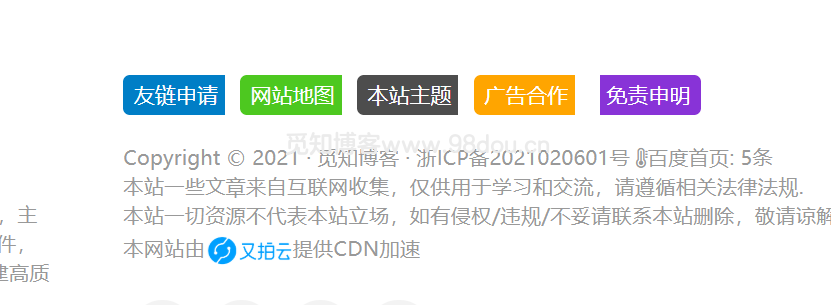 友链申请 网站地图 本站主题 广告合作 免责申明
觅知博客www.98dou.cn
Copyright © 2021 · 觅知博客 · 浙ICP备2021020601号 百度首页: 5条
本站一些文章来自互联网收集，仅供用于学习和交流，请遵循相关法律法规.
本站一切资源不代表本站立场，如有侵权/违规/不妥请联系本站删除，敬请谅解
本网站由 又拍云 提供CDN加速
，主
件，
建高质